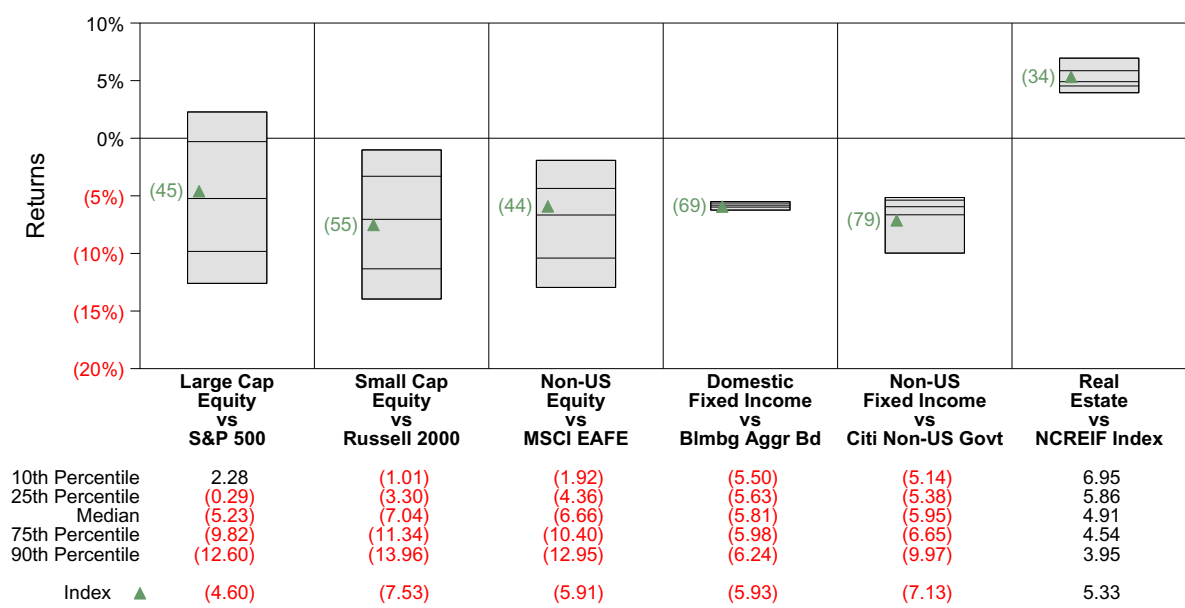 10%
5%
0%
(5%)
(10%)
(15%)
(20%)
Returns
(45)
(55)
(44)
(69)
(79)
(34)
Large Cap
Equity
vs
S&P 500
Small Cap
Equity
vs
Russell 2000
Non-US
Equity
vs
MSCI EAFE
Domestic
Fixed Income
vs
Blmbg Aggr Bd
Non-US
Fixed Income
vs
Citi Non-US Govt
Real
Estate
vs
NCREIF Index
10th Percentile 2.28 (1.01) (1.92) (5.50) (5.14) 6.95
25th Percentile (0.29) (3.30) (4.36) (5.63) (5.38) 5.86
Median (5.23) (7.04) (6.66) (5.81) (5.95) 4.91
75th Percentile (9.82) (11.34) (10.40) (5.98) (6.65) 4.54
90th Percentile (12.60) (13.96) (12.95) (6.24) (9.97) 3.95
Index (4.60) (7.53) (5.91) (5.93) (7.13) 5.33